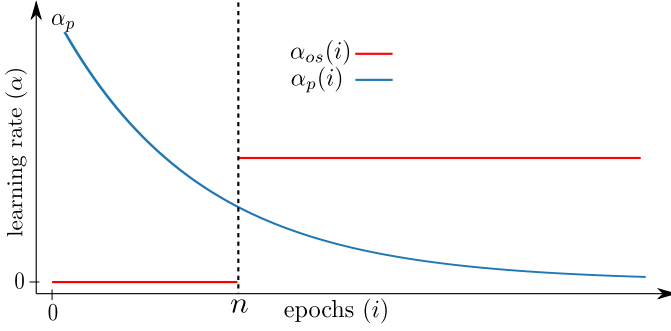 α_p
α_os(i)
α_p(i)
learning rate (α)
0
0
n
epochs (i)